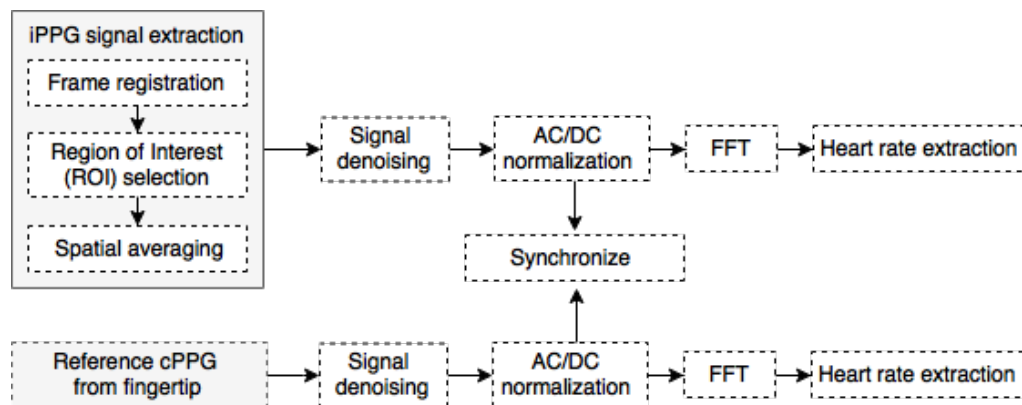 iPPG signal extraction
Frame registration
Region of Interest
(ROI) selection
Spatial averaging
Signal
denoising
AC/DC
normalization
FFT
Heart rate extraction
Synchronize
Reference cPPG
from fingertip
Signal
denoising
AC/DC
normalization
FFT
Heart rate extraction